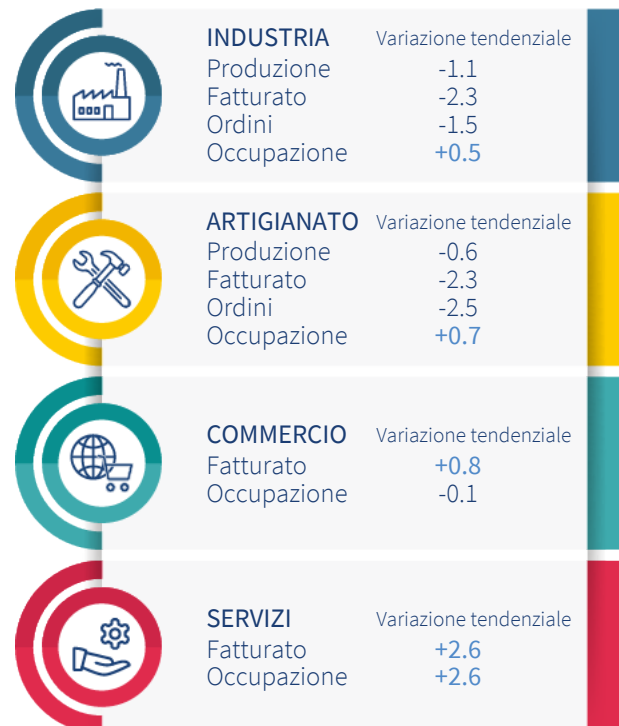 INDUSTRIA Variazione tendenziale
Produzione -1.1
Fatturato -2.3
Ordini -1.5
Occupazione +0.5
ARTIGIANATO Variazione tendenziale
Produzione -0.6
Fatturato -2.3
Ordini -2.5
Occupazione +0.7
COMMERCIO Variazione tendenziale
Fatturato +0.8
Occupazione -0.1
SERVIZI Variazione tendenziale
Fatturato +2.6
Occupazione +2.6